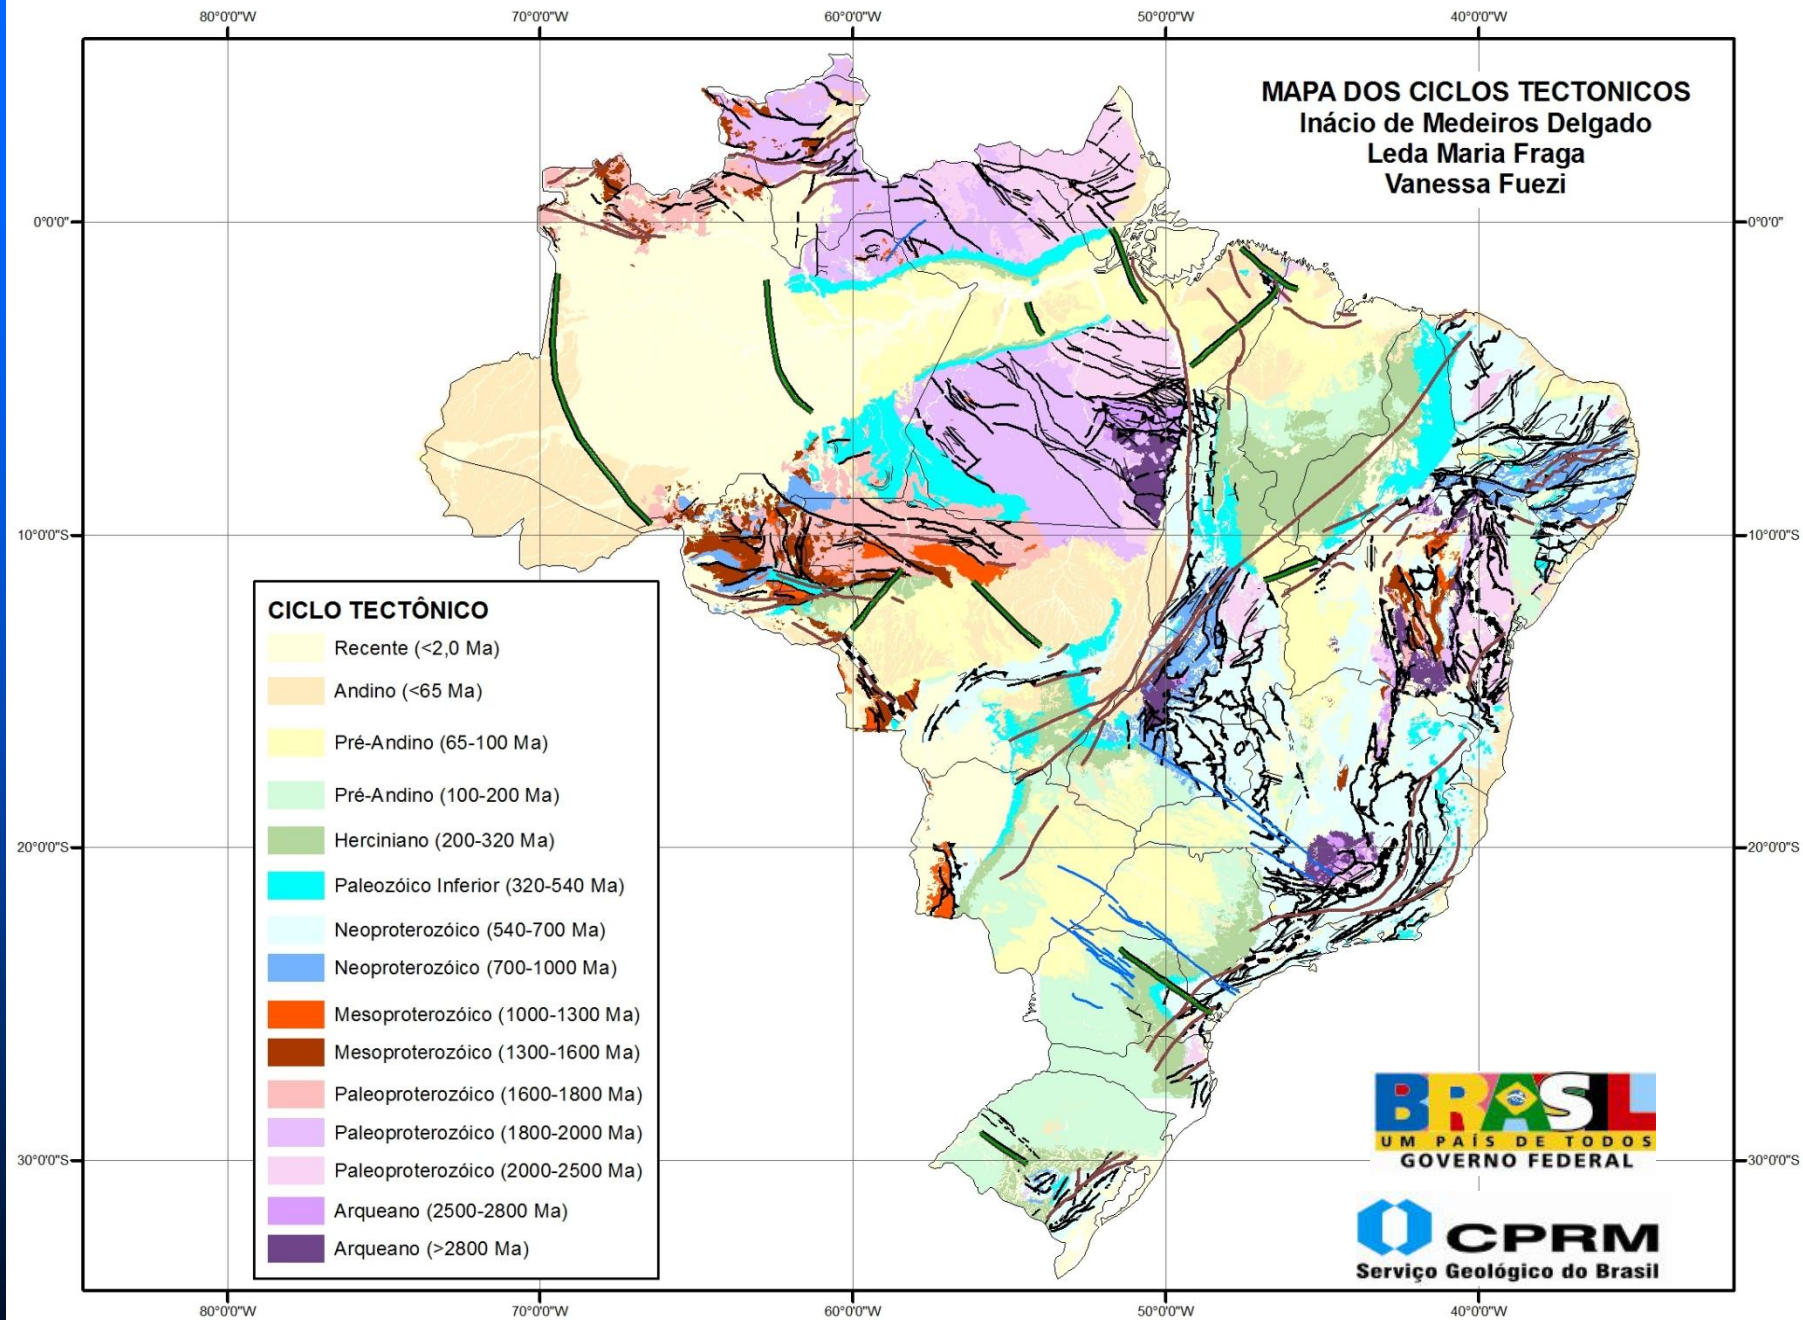 80°0'0"W 70°0'0"W 60°0'0"W 50°0'0"W 40°0'0"W
MAPA DOS CICLOS TECTONICOS
Inácio de Medeiros Delgado
Leda Maria Fraga
Vanessa Fuezi
0°0'0" 0°0'0"
10°0'0"S 10°0'0"S
CICLO TECTÔNICO
Recente (<2,0 Ma)
Andino (<65 Ma)
Pré-Andino (65-100 Ma)
Pré-Andino (100-200 Ma)
Herciniano (200-320 Ma)
Paleozóico Inferior (320-540 Ma)
Neoproterozóico (540-700 Ma)
Neoproterozóico (700-1000 Ma)
Mesoproterozóico (1000-1300 Ma)
Mesoproterozóico (1300-1600 Ma)
Paleoproterozóico (1600-1800 Ma)
Paleoproterozóico (1800-2000 Ma)
Paleoproterozóico (2000-2500 Ma)
Arqueano (2500-2800 Ma)
Arqueano (>2800 Ma)
20°0'0"S 20°0'0"S
30°0'0"S 30°0'0"S
BRASIL
UM PAÍS DE TODOS
GOVERNO FEDERAL
CPRM
Serviço Geológico do Brasil
80°0'0"W 70°0'0"W 60°0'0"W 50°0'0"W 40°0'0"W